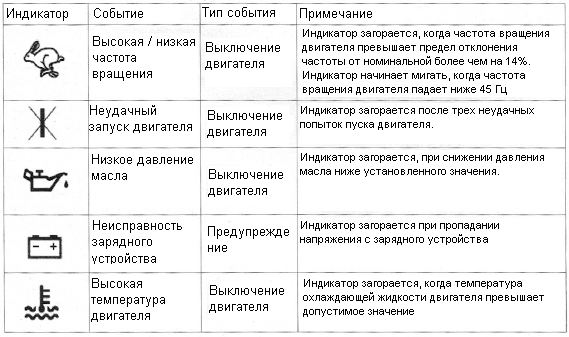 Индикатор
Событие
Тип события
Примечание
Высокая / низкая
частота
вращения
Выключение
двигателя
Индикатор загорается, когда частота вращения
двигателя превышает предел отклонения
частоты от номинальной более чем на 14%.
Индикатор начинает мигать, когда частота
вращения двигателя падает ниже 45 Гц
Неудачный
запуск двигателя
Выключение
двигателя
Индикатор загорается после трех неудачных
попыток пуска двигателя.
Низкое давление
масла
Выключение
двигателя
Индикатор загорается, при снижении давления
масла ниже установленного значения.
Неисправность
зарядного
устройства
Предупрежде
ние
Индикатор загорается при пропадании
напряжения с зарядного устройства
Высокая
температура
двигателя
Выключение
двигателя
Индикатор загорается, когда температура
охлаждающей жидкости двигателя превышает
допустимое значение